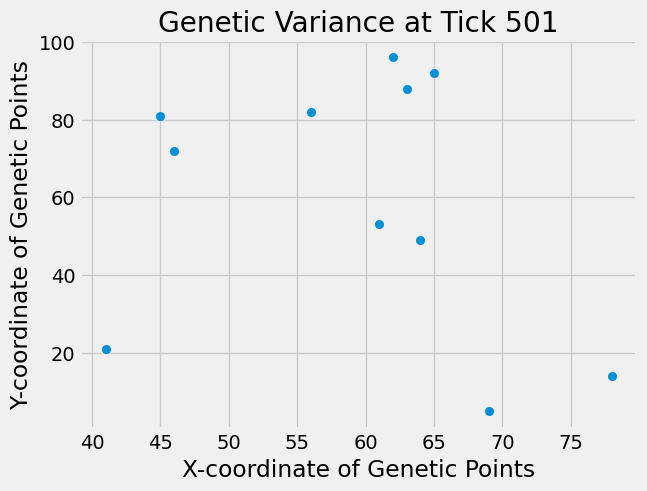 Genetic Variance at Tick 501
Y-coordinate of Genetic Points
100
80
60
40
20
40 45 50 55 60 65 70 75
X-coordinate of Genetic Points